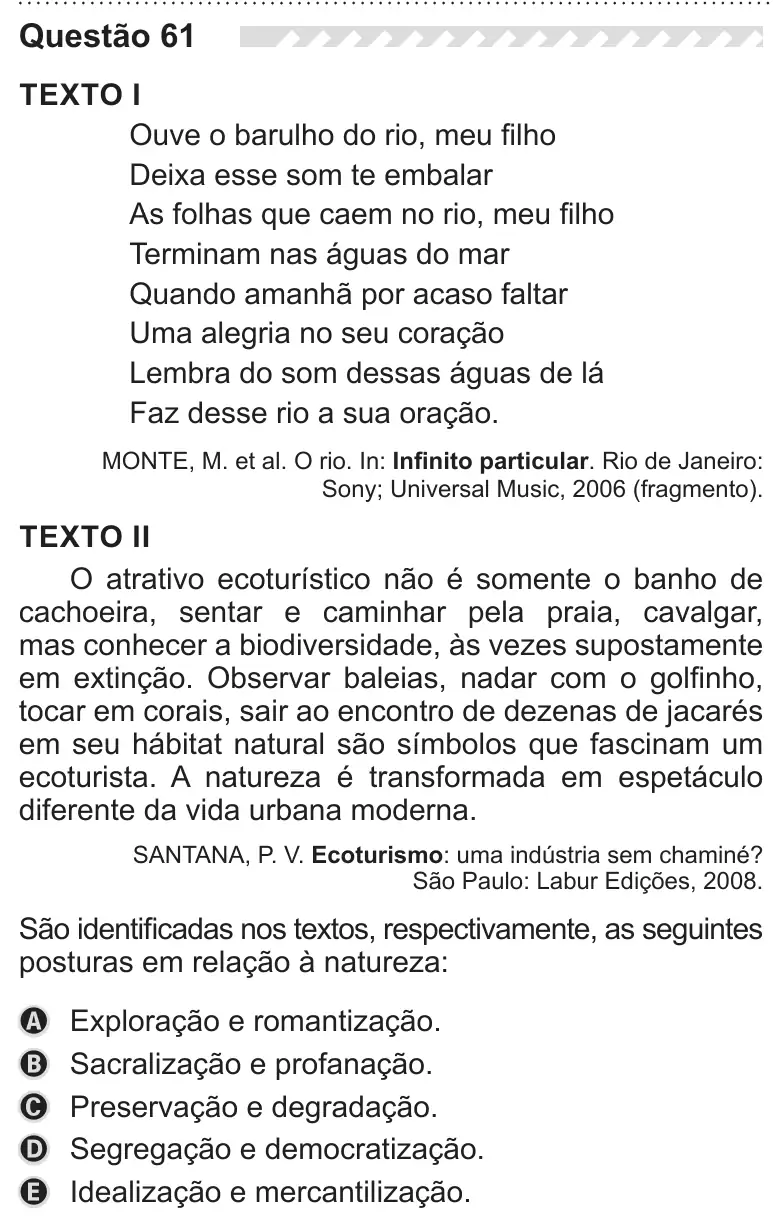 Questão 61
TEXTO I
Ouve o barulho do rio, meu filho
Deixa esse som te embalar
As folhas que caem no rio, meu filho
Terminam nas águas do mar
Quando amanhã por acaso faltar
Uma alegria no seu coração
Lembra do som dessas águas de lá
Faz desse rio a sua oração.
MONTE, M. et al. O rio. In: Infinito particular. Rio de Janeiro:
Sony; Universal Music, 2006 (fragmento).
TEXTO II
O atrativo ecoturístico não é somente o banho de
cachoeira, sentar e caminhar pela praia, cavalgar,
mas conhecer a biodiversidade, às vezes supostamente
em extinção. Observar baleias, nadar com o golfinho,
tocar em corais, sair ao encontro de dezenas de jacarés
em seu hábitat natural são símbolos que fascinam um
ecoturista. A natureza é transformada em espetáculo
diferente da vida urbana moderna.
SANTANA, P. V. Ecoturismo: uma indústria sem chaminé?
São Paulo: Labur Edições, 2008.
São identificadas nos textos, respectivamente, as seguintes
posturas em relação à natureza:
A Exploração e romantização.
B Sacralização e profanação.
C Preservação e degradação.
D Segregação e democratização.
E Idealização e mercantilização.